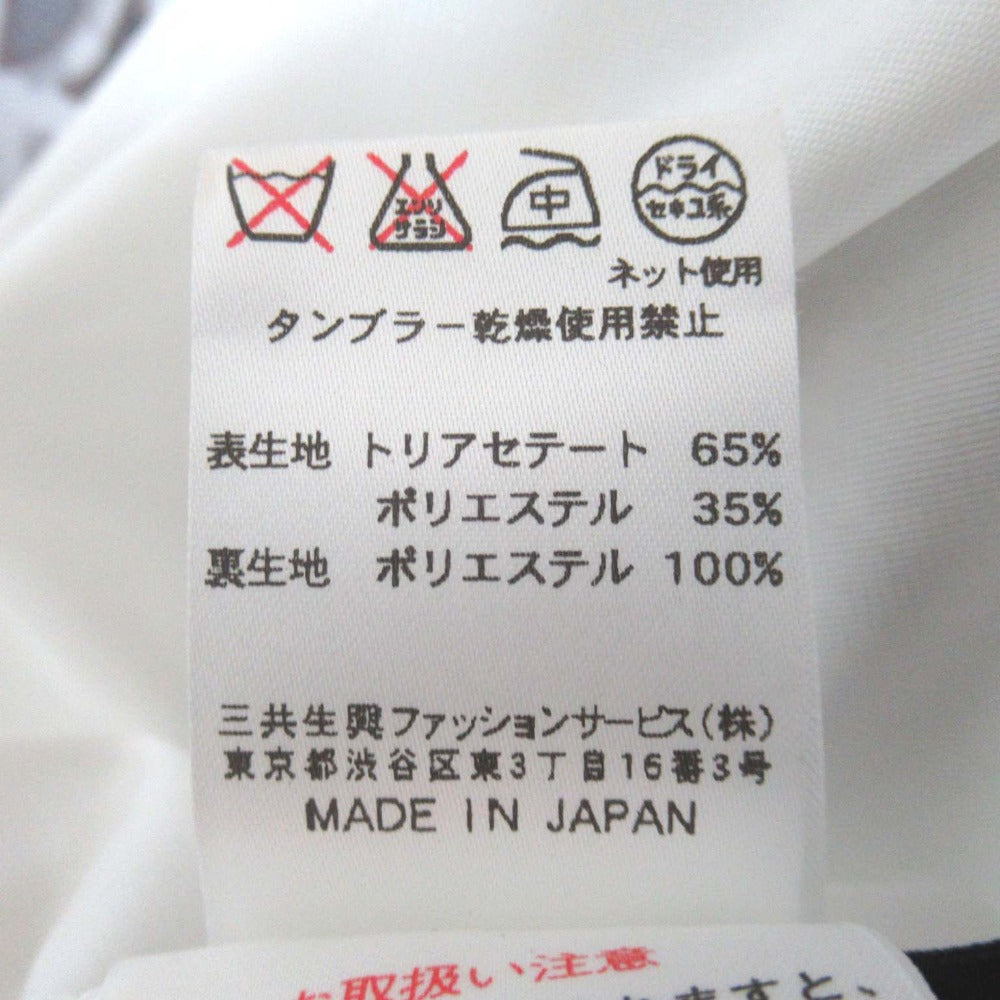 エンソ
サラシ
中
ドライ
セキユ系
ネット使用
タンブラー乾燥使用禁止
表生地 トリアセテート 65%
ポリエステル 35%
裏生地 ポリエステル 100%
三共生興ファッションサービス(株)
東京都渋谷区東3丁目16番3号
MADE IN JAPAN
お取扱い注意
ますと、